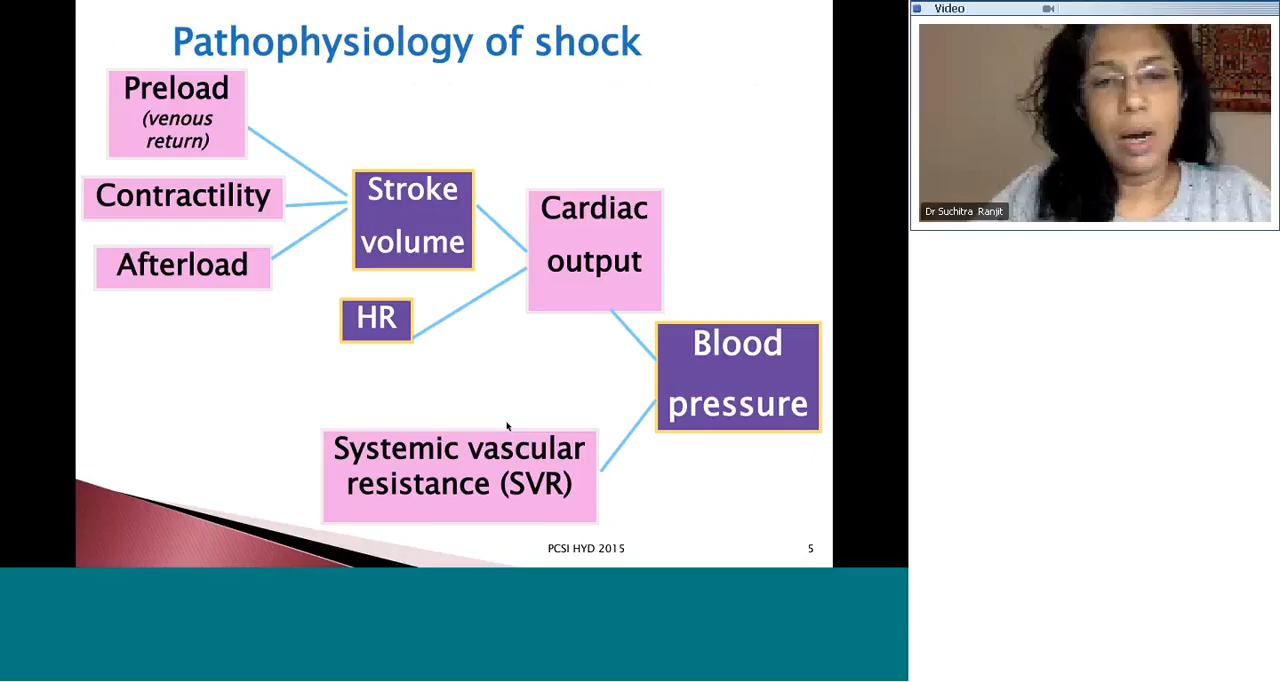 Pathophysiology of shock
Preload
(venous
return)
Contractility
Afterload
Stroke
volume
HR
Cardiac
output
Blood
pressure
Systemic vascular
resistance (SVR)
PCSI HYD 2015
5
Video
Dr Suchitra Ranjit